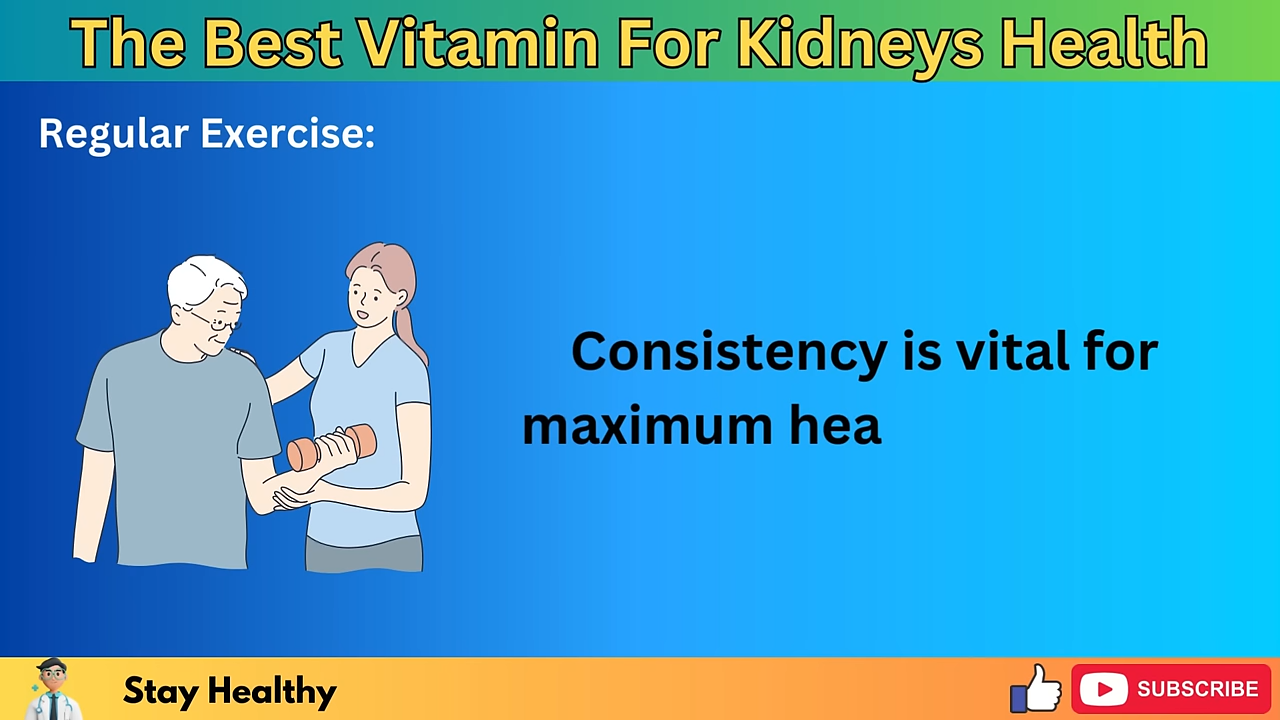 The Best Vitamin For Kidneys Health
Regular Exercise:
Consistency is vital for
maximum hea
Stay Healthy
SUBSCRIBE